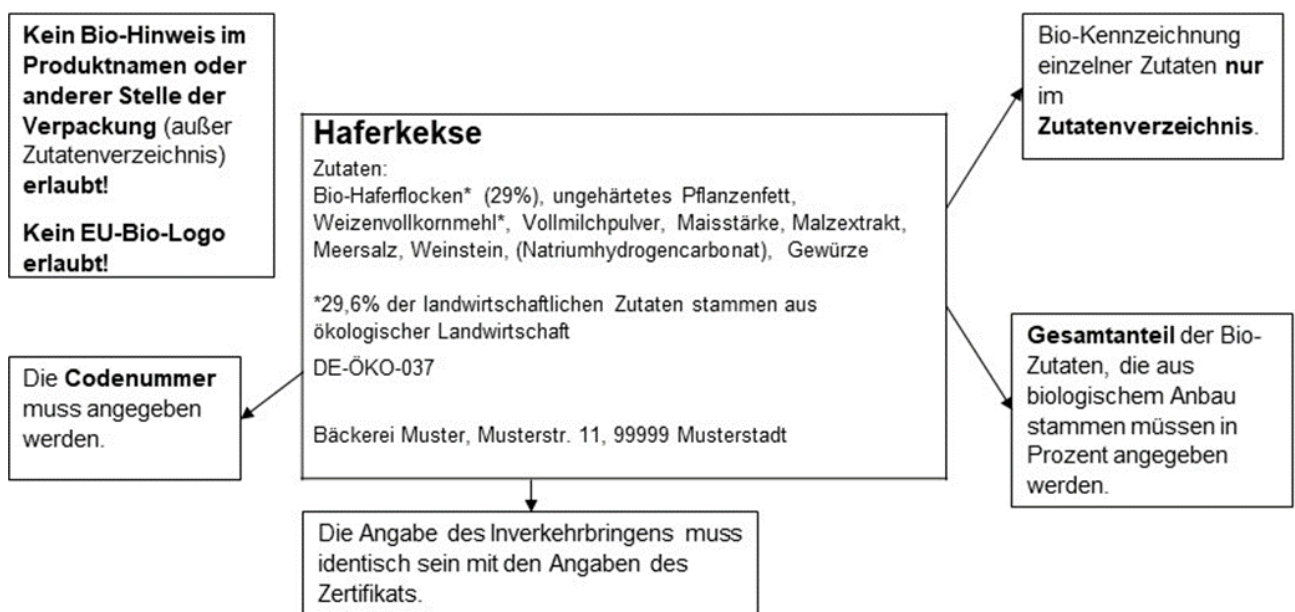 Kein Bio-Hinweis im
Produktnamen oder
anderer Stelle der
Verpackung (außer
Zutatenverzeichnis)
erlaubt!
Kein EU-Bio-Logo
erlaubt!
Die Codenummer
muss angegeben
werden.
Haferkekse
Zutaten:
Bio-Haferflocken* (29%), ungehärtetes Pflanzenfett,
Weizenvollkornmehl*, Vollmilchpulver, Maisstärke, Malzextrakt,
Meersalz, Weinstein, (Natriumhydrogencarbonat), Gewürze
*29,6% der landwirtschaftlichen Zutaten stammen aus
ökologischer Landwirtschaft
DE-ÖKO-037
Bäckerei Muster, Musterstr. 11, 99999 Musterstadt
Die Angabe des Inverkehrbringens muss
identisch sein mit den Angaben des
Zertifikats.
Bio-Kennzeichnung
einzelner Zutaten nur
im
Zutatenverzeichnis.
Gesamtanteil der Bio-
Zutaten, die aus
biologischem Anbau
stammen müssen in
Prozent angegeben
werden.